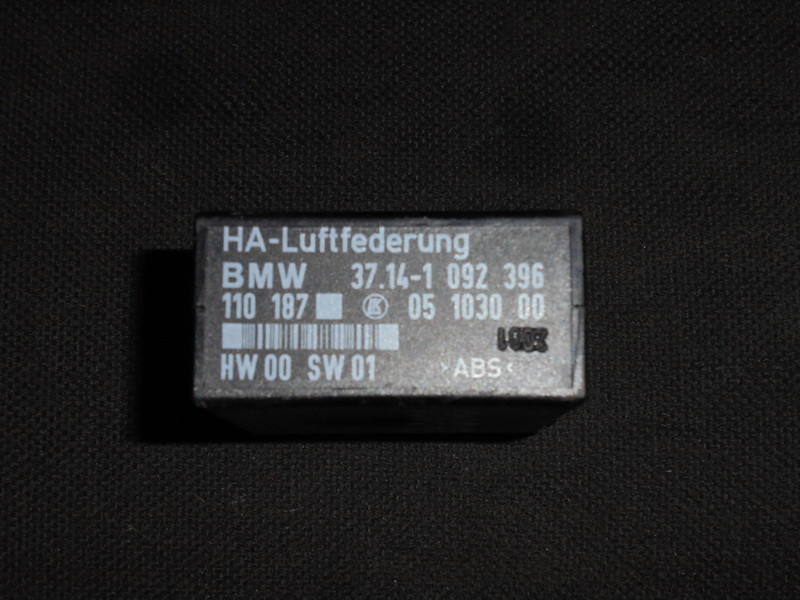 HA-Luftfederung
BMW 37.14-1 092 396
110 187 05 1030 00
HW 00 SW 01 >ABS<